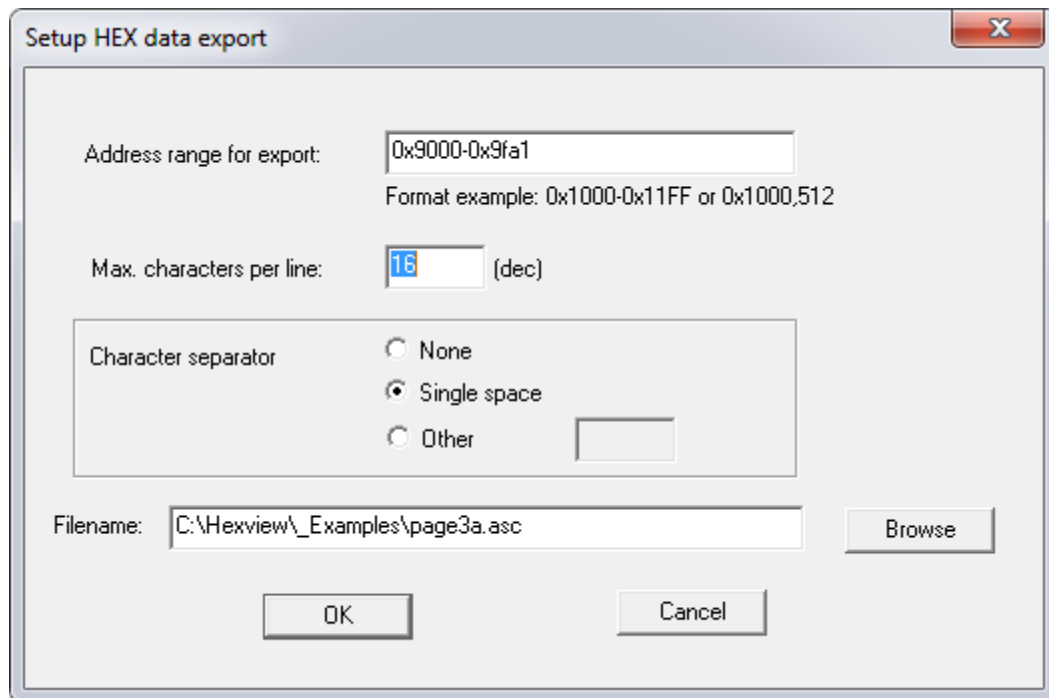 Setup HEX data export
Address range for export: 0x9000-0x9fa1
Format example: 0x1000-0x11FF or 0x1000,512
Max. characters per line: 16 (dec)
Character separator
None
Single space
Other
Filename: C:\Hexview\_Examples\page3a.asc Browse
OK Cancel